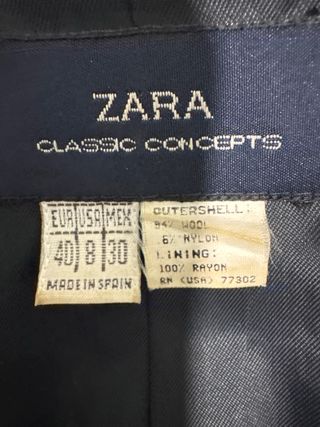 ZARA
CLASSIC CONCEPTS
EUR USA MEX
40 8 30
MADE IN SPAIN
OUTERSHELL:
94% WOOL
6% NYLON
LINING:
100% RAYON
RN (USA) 77302